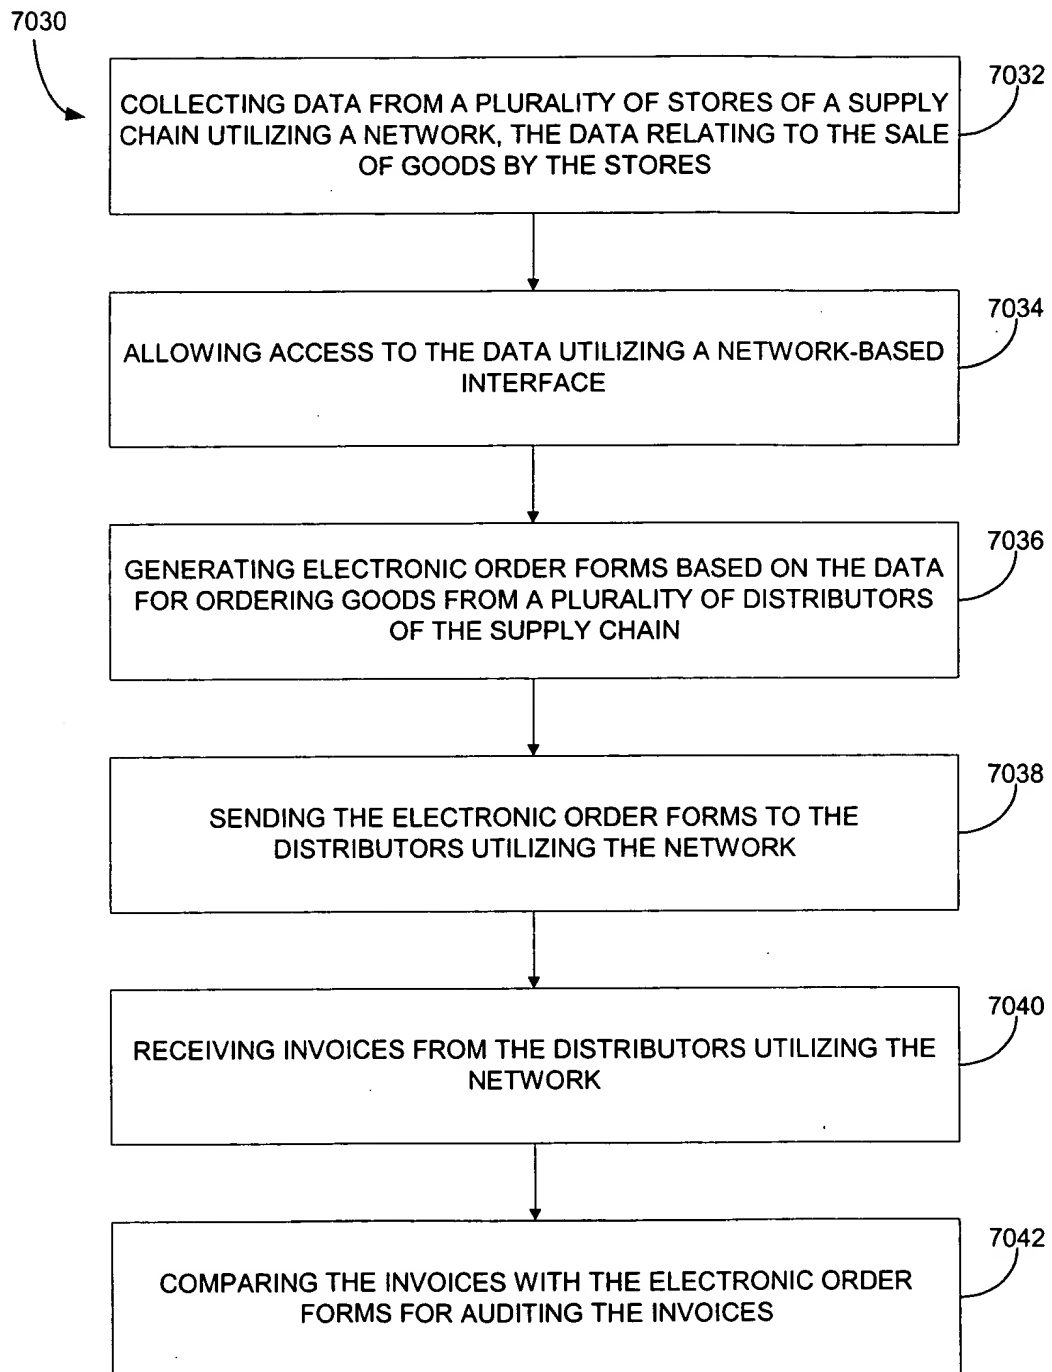 7030
7032
COLLECTING DATA FROM A PLURALITY OF STORES OF A SUPPLY
CHAIN UTILIZING A NETWORK, THE DATA RELATING TO THE SALE
OF GOODS BY THE STORES
7034
ALLOWING ACCESS TO THE DATA UTILIZING A NETWORK-BASED
INTERFACE
7036
GENERATING ELECTRONIC ORDER FORMS BASED ON THE DATA
FOR ORDERING GOODS FROM A PLURALITY OF DISTRIBUTORS
OF THE SUPPLY CHAIN
7038
SENDING THE ELECTRONIC ORDER FORMS TO THE
DISTRIBUTORS UTILIZING THE NETWORK
7040
RECEIVING INVOICES FROM THE DISTRIBUTORS UTILIZING THE
NETWORK
7042
COMPARING THE INVOICES WITH THE ELECTRONIC ORDER
FORMS FOR AUDITING THE INVOICES